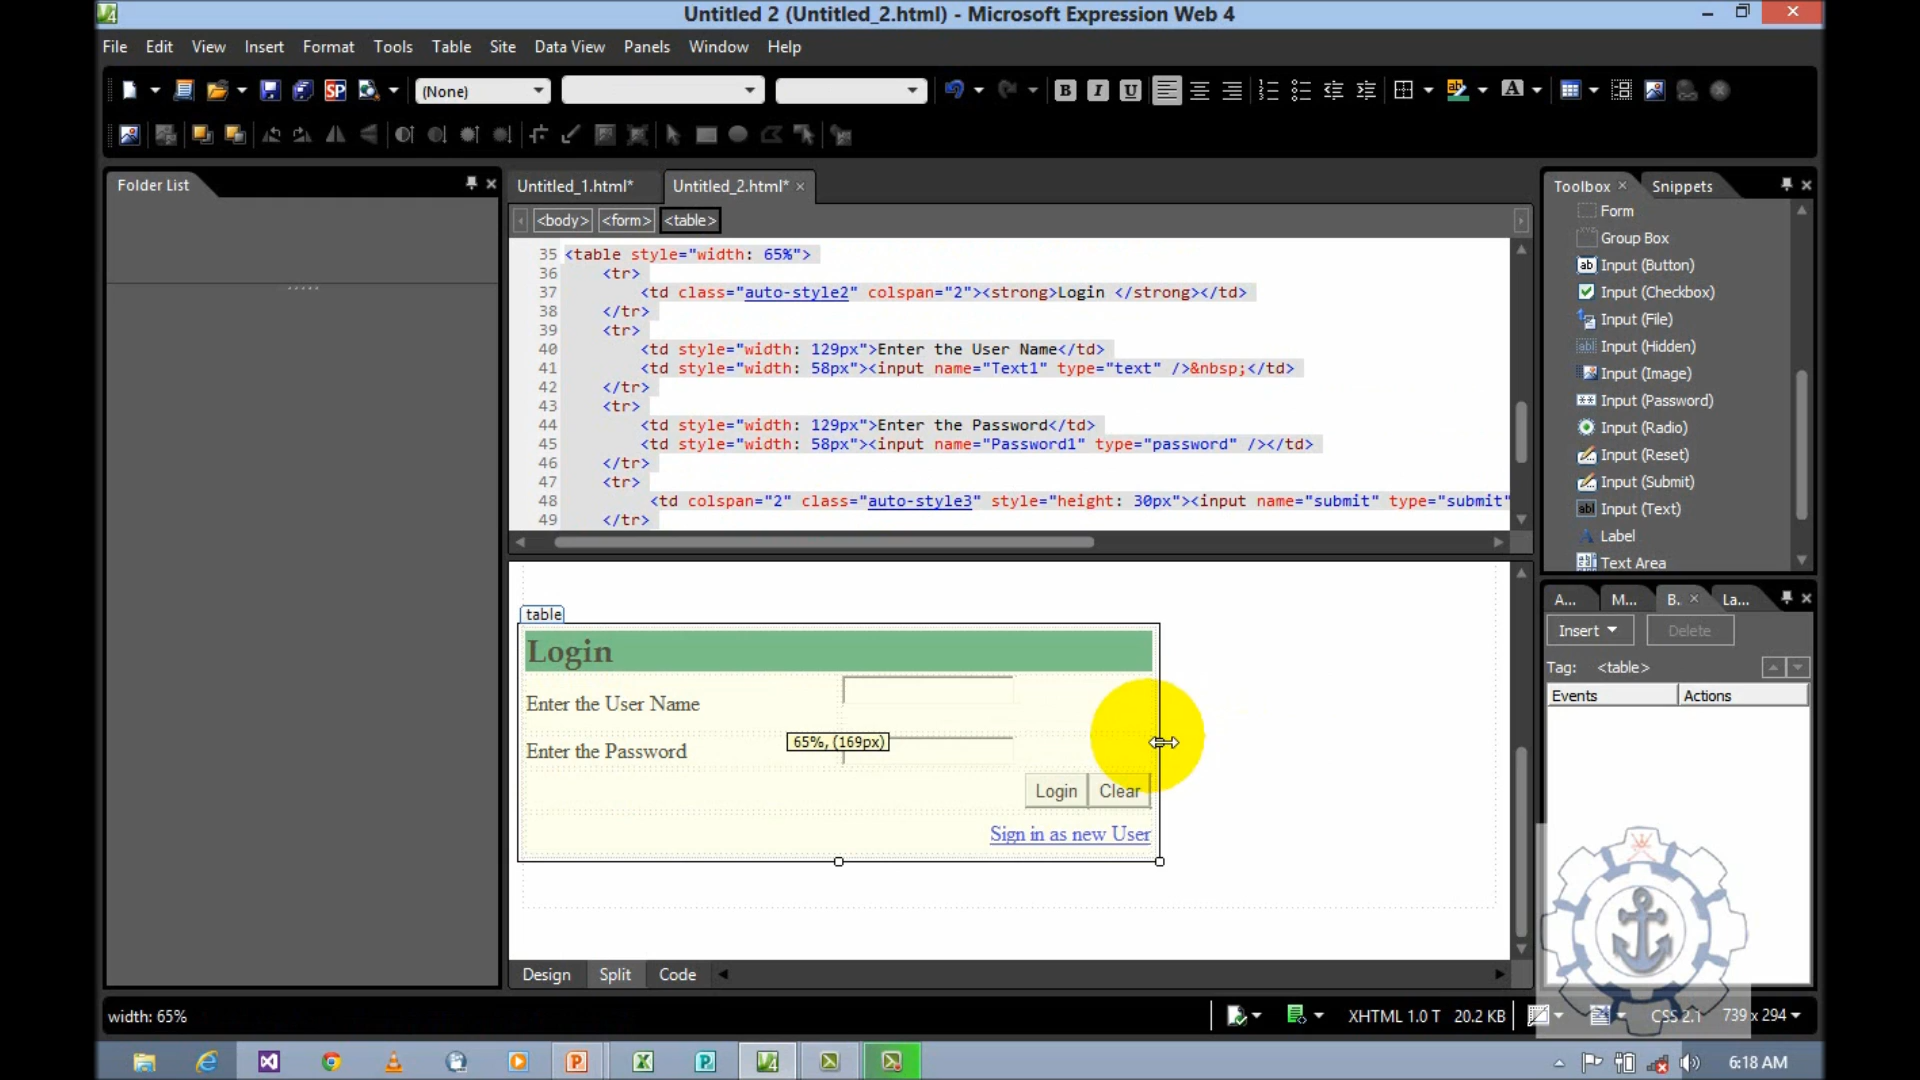 Untitled 2 (Untitled_2.html) - Microsoft Expression Web 4
File Edit View Insert Format Tools Table Site Data View Panels Window Help
(None)
Folder List
Untitled_1.html* Untitled_2.html*
<body> <form> <table>
35 <table style="width: 65%">
36 <tr>
37 <td class="auto-style2" colspan="2"><strong>Login </strong></td>
38 </tr>
39 <tr>
40 <td style="width: 129px">Enter the User Name</td>
41 <td style="width: 58px"><input name="Text1" type="text" />&nbsp;</td>
42 </tr>
43 <tr>
44 <td style="width: 129px">Enter the Password</td>
45 <td style="width: 58px"><input name="Password1" type="password" /></td>
46 </tr>
47 <tr>
48 <td colspan="2" class="auto-style3" style="height: 30px"><input name="submit" type="submit"
49 </tr>
table
Login
Enter the User Name
65%, (169px)
Enter the Password
Login Clear
Sign in as new User
Design Split Code
Toolbox Snippets
Form
Group Box
Input (Button)
Input (Checkbox)
Input (File)
Input (Hidden)
Input (Image)
Input (Password)
Input (Radio)
Input (Reset)
Input (Submit)
Input (Text)
Label
Text Area
A... M... B. La...
Insert Delete
Tag: <table>
Events Actions
width: 65%
XHTML 1.0 T 20.2 KB CSS 2.1 739 x 294
6:18 AM